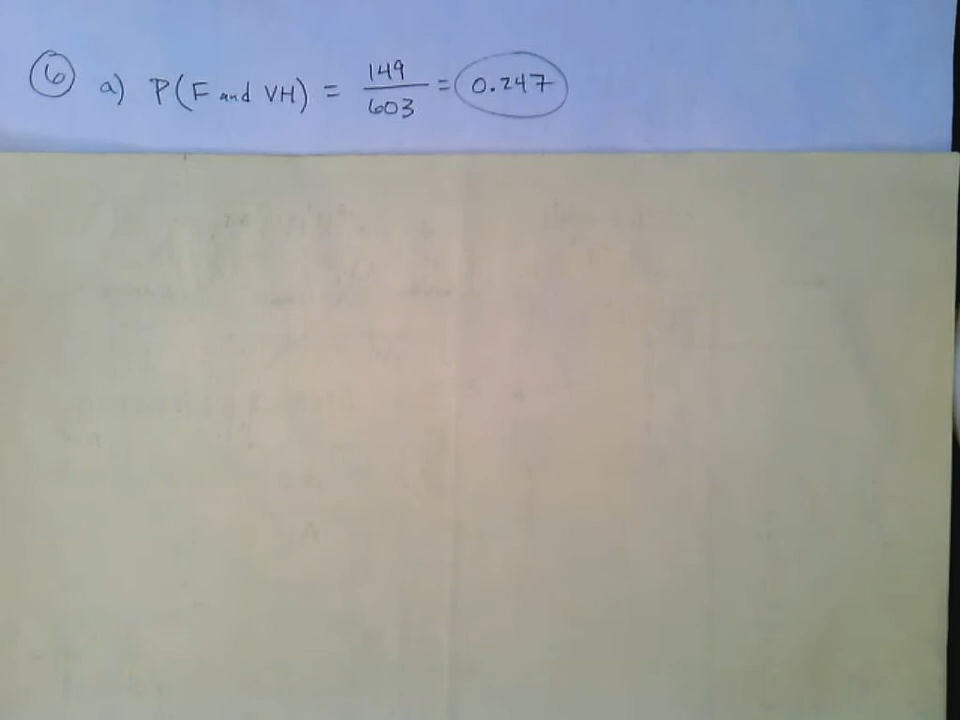 6 a) P(F and VH) = 149/603 = 0.247